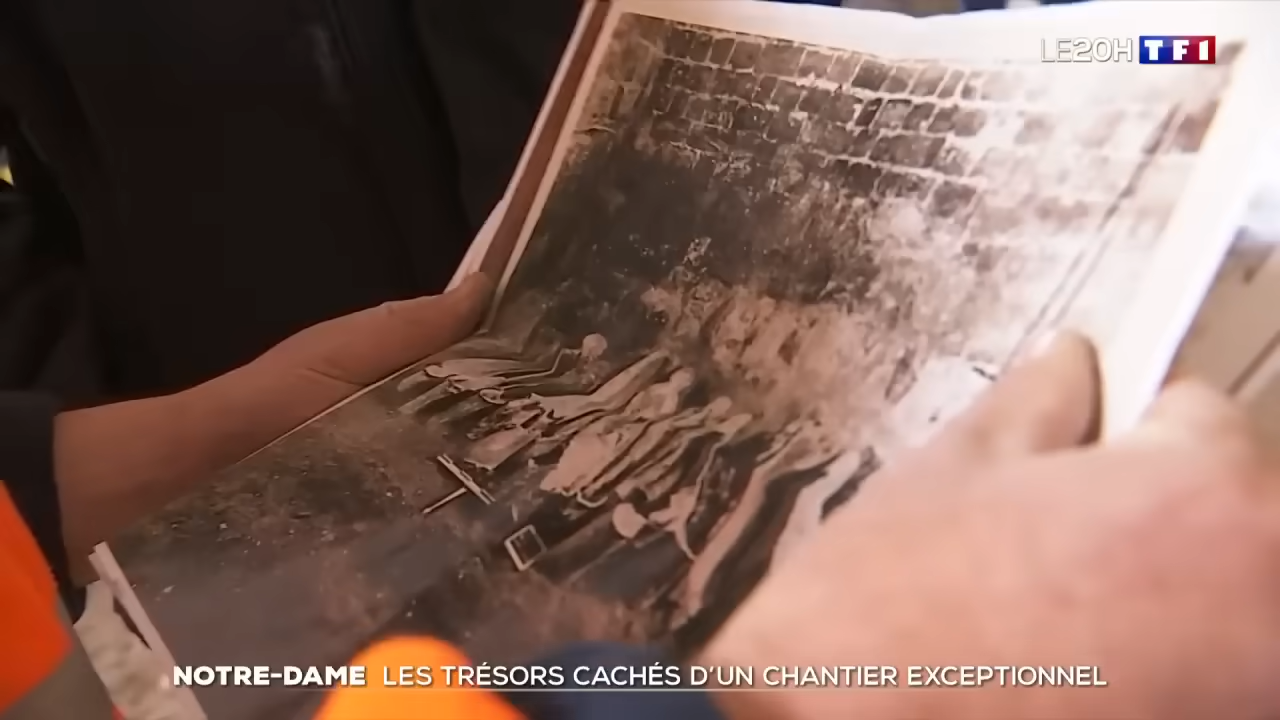 LE20H TF1
NOTRE-DAME LES TRÉSORS CACHÉS D'UN CHANTIER EXCEPTIONNEL